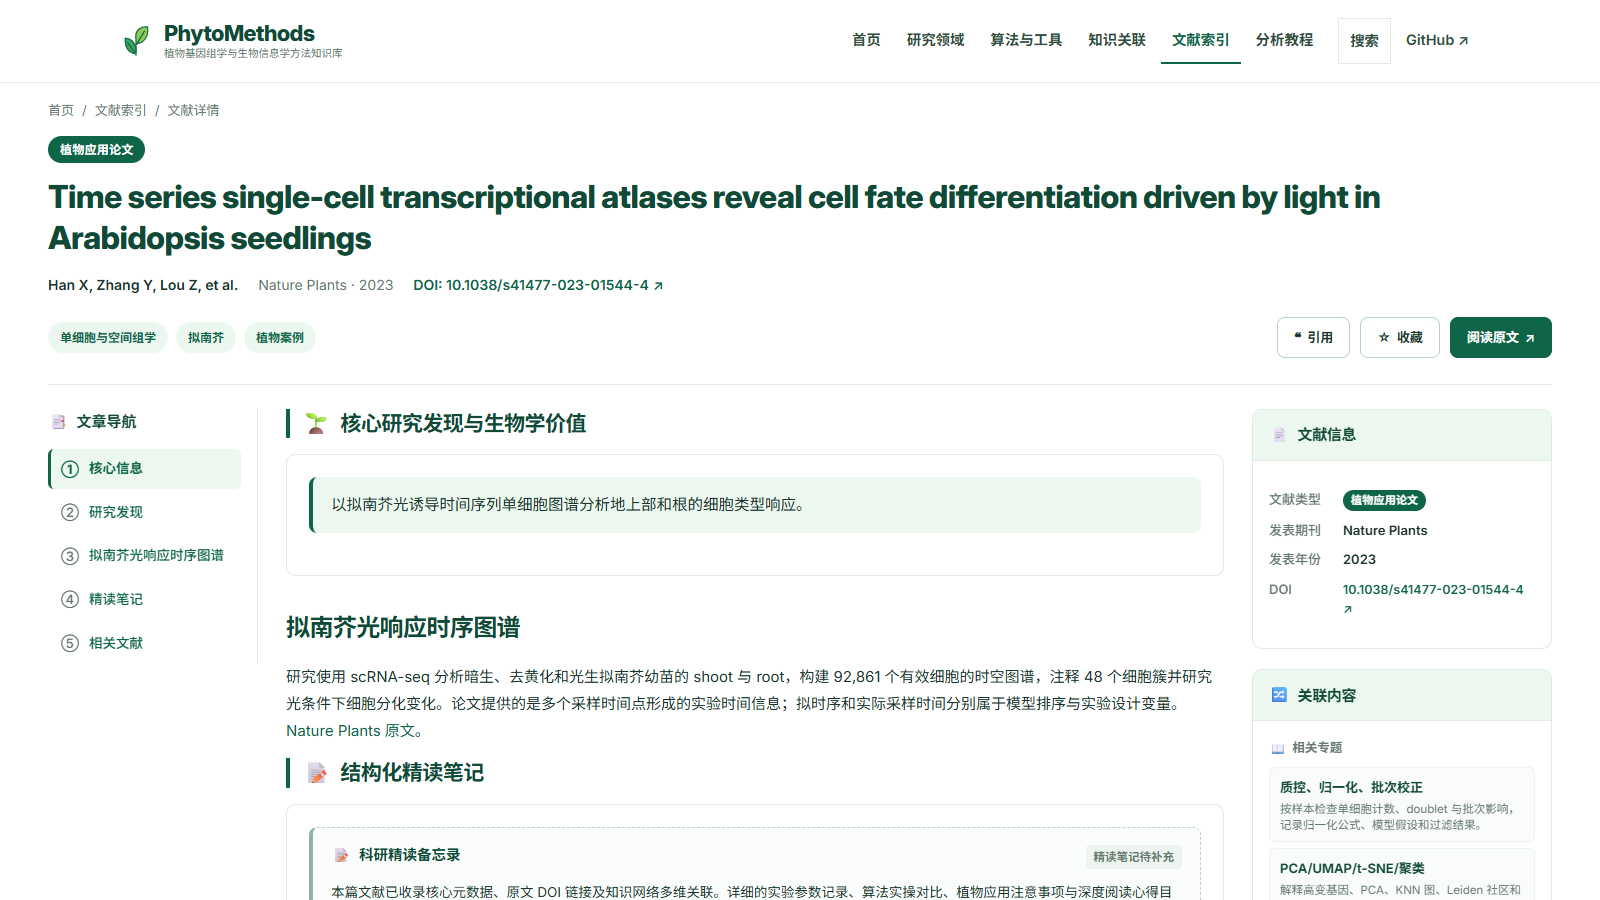 PhytoMethods
植物基因组学与生物信息学方法知识库
首页
研究领域
算法与工具
知识关联
文献索引
分析教程
搜索
GitHub ↗
首页 / 文献索引 / 文献详情
植物应用论文
Time series single-cell transcriptional atlases reveal cell fate differentiation driven by light in
Arabidopsis seedlings
Han X, Zhang Y, Lou Z, et al. Nature Plants · 2023 DOI: 10.1038/s41477-023-01544-4 ↗
单细胞与空间组学
拟南芥
植物案例
❝ 引用
☆ 收藏
阅读原文 ↗
文章导航
① 核心信息
② 研究发现
③ 拟南芥光响应时序图谱
④ 精读笔记
⑤ 相关文献
核心研究发现与生物学价值
以拟南芥光诱导时间序列单细胞图谱分析地上部和根的细胞类型响应。
拟南芥光响应时序图谱
研究使用 scRNA-seq 分析暗生、去黄化和光生拟南芥幼苗的 shoot 与 root，构建 92,861 个有效细胞的时空图谱，注释 48 个细胞簇并研究
光条件下细胞分化变化。论文提供的是多个采样时间点形成的实验时间信息；拟时序和实际采样时间分别属于模型排序与实验设计变量。
Nature Plants 原文。
结构化精读笔记
科研精读备忘录
精读笔记待补充
本篇文献已收录核心元数据、原文 DOI 链接及知识网络多维关联。详细的实验参数记录、算法实操对比、植物应用注意事项与深度阅读心得目
文献信息
文献类型 植物应用论文
发表期刊 Nature Plants
发表年份 2023
DOI 10.1038/s41477-023-01544-4
↗
关联内容
相关专题
质控、归一化、批次校正
按样本检查单细胞计数、doublet 与批次影响，
记录归一化公式、模型假设和过滤结果。
PCA/UMAP/t-SNE/聚类
解释高变基因、PCA、KNN 图、Leiden 社区和